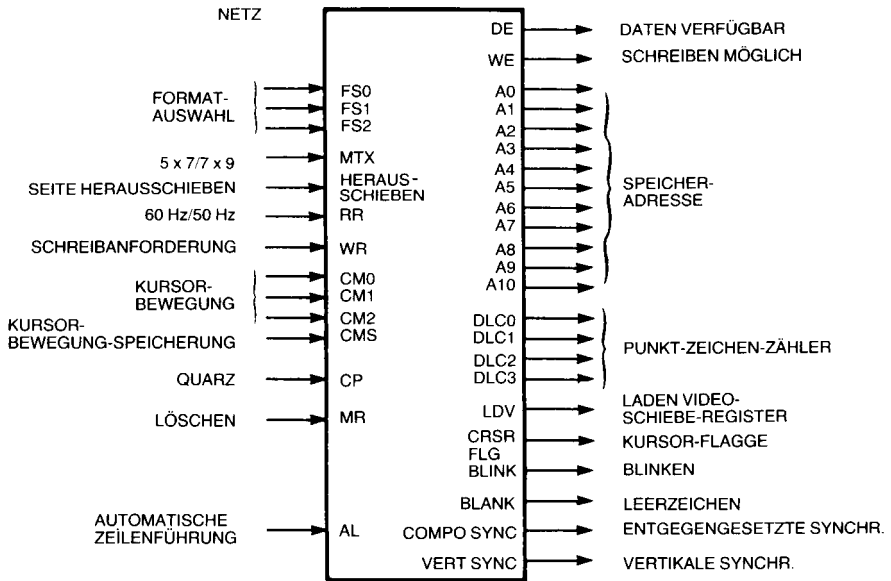 NETZ
DE
DATEN VERFÜGBAR
WE
SCHREIBEN MÖGLICH
FORMAT-
AUSWAHL
FS0
FS1
FS2
A0
A1
A2
A3
A4
A5
A6
A7
A8
A9
A10
SPEICHER-
ADRESSE
5 x 7/7 x 9
MTX
SEITE HERAUSSCHIEBEN
HERAUS-
SCHIEBEN
60 Hz/50 Hz
RR
SCHREIBANFORDERUNG
WR
KURSOR-
BEWEGUNG
CM0
CM1
CM2
KURSOR-
BEWEGUNG-SPEICHERUNG
CMS
DLC0
DLC1
DLC2
DLC3
PUNKT-ZEICHEN-ZÄHLER
QUARZ
CP
LÖSCHEN
MR
LDV
LADEN VIDEO-
SCHIEBE-REGISTER
CRSR
FLG
KURSOR-FLAGGE
BLINK
BLINKEN
BLANK
LEERZEICHEN
AUTOMATISCHE
ZEILENFÜHRUNG
AL
COMPO SYNC
ENTGEGENGESETZTE SYNCHR.
VERT SYNC
VERTIKALE SYNCHR.